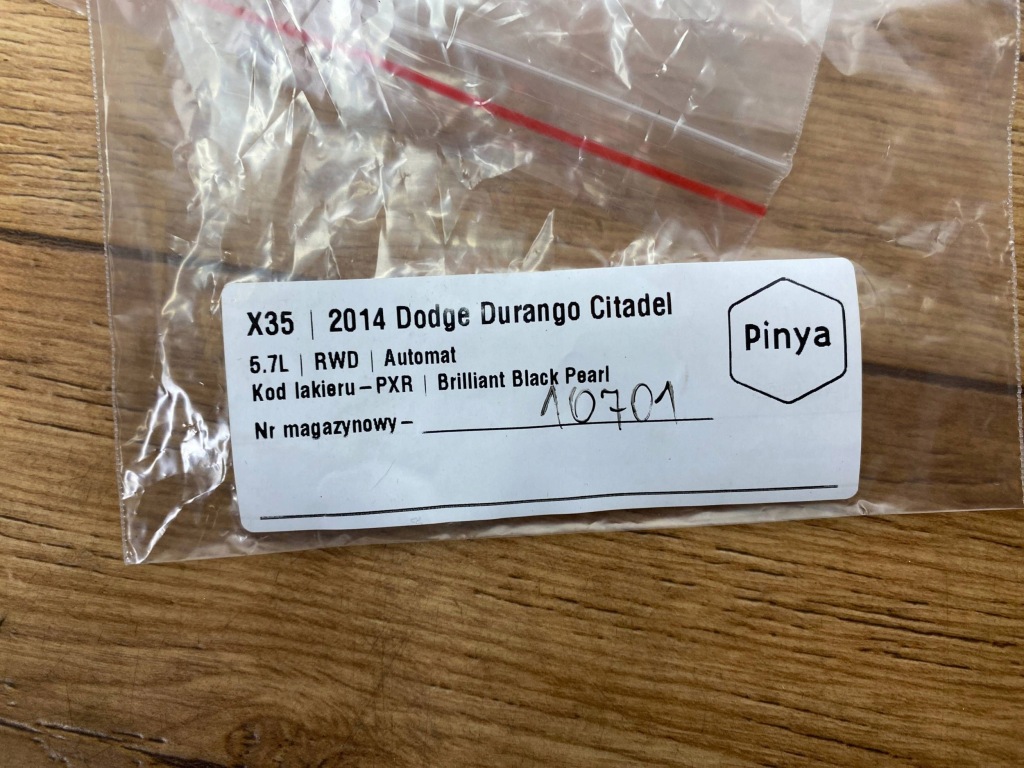 X35 | 2014 Dodge Durango Citadel
5.7L | RWD | Automat
Kod lakieru – PXR | Brilliant Black Pearl
Nr magazynowy – 10701
Pinya